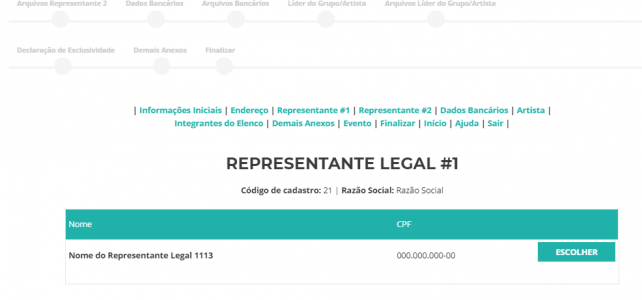 Arquivos Representante 2 Dados Bancários Arquivos Bancários Líder do Grupo/Artista Arquivos Líder do Grupo/Artista
Declaração de Exclusividade Demais Anexos Finalizar
| Informações Iniciais | Endereço | Representante #1 | Representante #2 | Dados Bancários | Artista |
Integrantes do Elenco | Demais Anexos | Evento | Finalizar | Início | Ajuda | Sair |
REPRESENTANTE LEGAL #1
Código de cadastro: 21 | Razão Social: Razão Social
Nome CPF
Nome do Representante Legal 1113 000.000.000-00 ESCOLHER